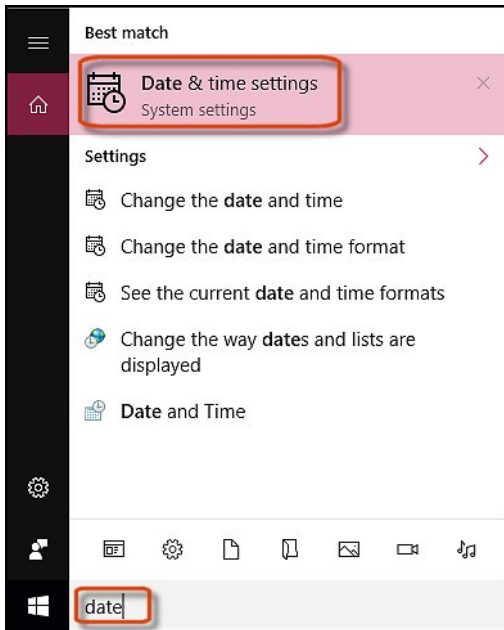 Best match
Date & time settings
System settings
Settings
Change the date and time
Change the date and time format
See the current date and time formats
Change the way dates and lists are
displayed
Date and Time
date